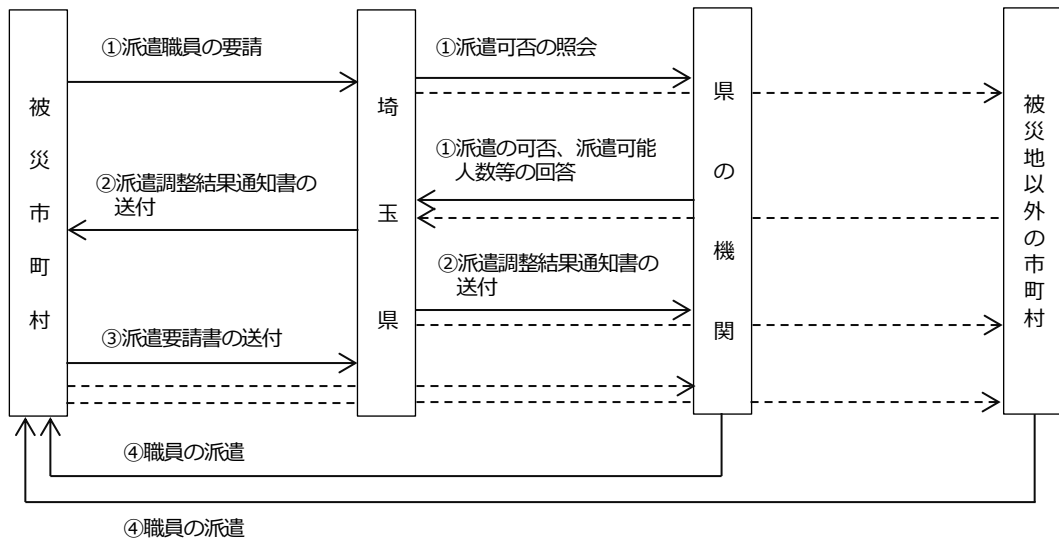 ①派遣職員の要請
①派遣可否の照会
被災市町村
埼玉県
県の機関
被災地以外の市町村
①派遣の可否、派遣可能
人数等の回答
②派遣調整結果通知書の
送付
②派遣調整結果通知書の
送付
③派遣要請書の送付
④職員の派遣
④職員の派遣